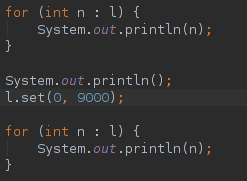 for (int n : l) {
    System.out.println(n);
}

System.out.println();
l.set(0, 9000);

for (int n : l) {
    System.out.println(n);
}